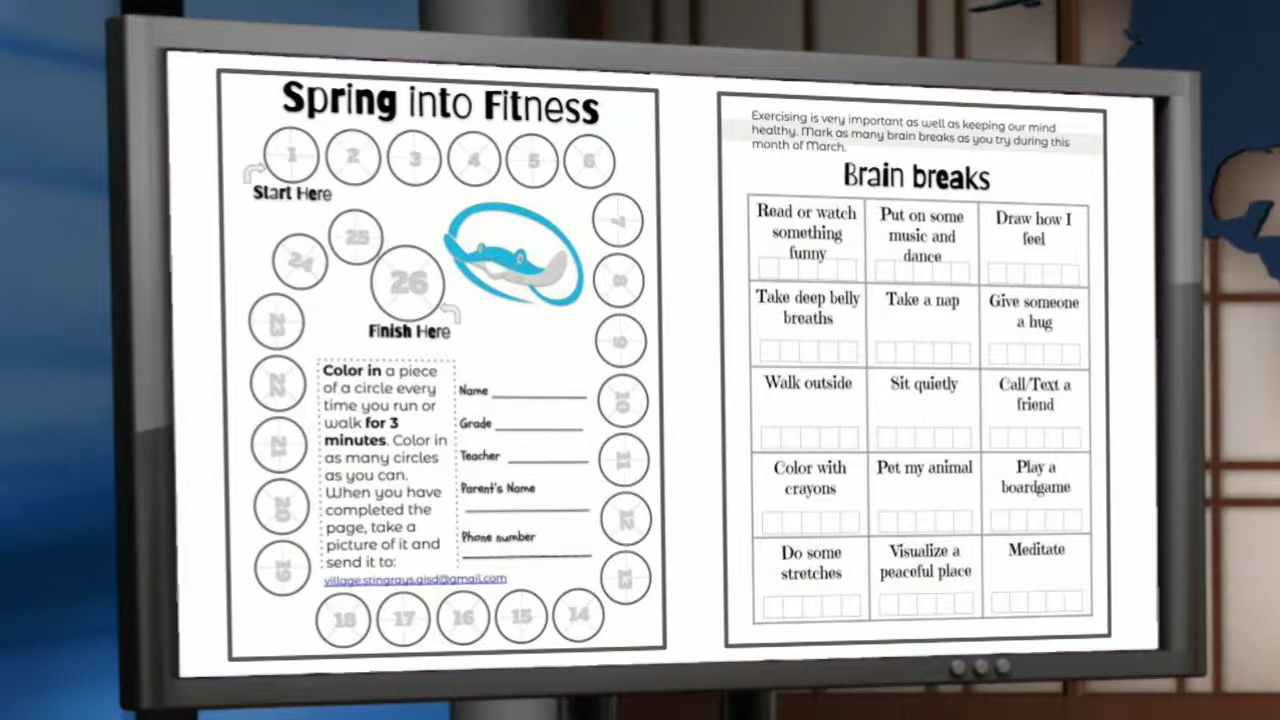 Spring into Fitness
1 2 3 4 5 6
Start Here
7
8
9
10
11
12
13
14
15
16
17
18
19
20
21
22
23
24
25
26
Finish Here
Color in a piece
of a circle every
time you run or
walk for 3
minutes. Color in
as many circles
as you can.
When you have
completed the
page, take a
picture of it and
send it to:
village.stingrays.gisd@gmail.com
Name
Grade
Teacher
Parent's Name
Phone number
Exercising is very important as well as keeping our mind
healthy. Mark as many brain breaks as you try during this
month of March.
Brain breaks
Read or watch
something
funny
Put on some
music and
dance
Draw how I
feel
Take deep belly
breaths
Take a nap
Give someone
a hug
Walk outside
Sit quietly
Call/Text a
friend
Color with
crayons
Pet my animal
Play a
boardgame
Do some
stretches
Visualize a
peaceful place
Meditate